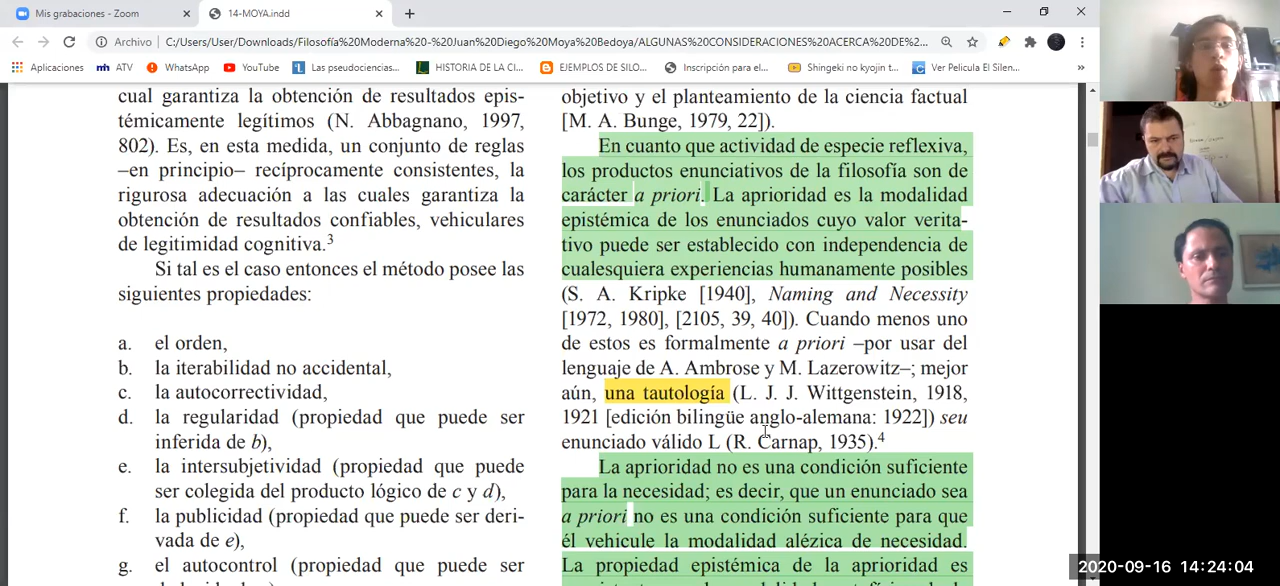 Mis grabaciones - Zoom
14-MOYA.indd
Archivo
C:/Users/User/Downloads/Filosofía%20Moderna%20-%20Juan%20Diego%20Moya%20Bedoya/ALGUNAS%20CONSIDERACIONES%20ACERCA%20DE%...
Aplicaciones
mh ATV
WhatsApp
YouTube
Las pseudociencias...
HISTORIA DE LA CI...
EJEMPLOS DE SILO...
Inscripción para el...
Shingeki no kyojin t...
Ver Pelicula El Silen...
»
cual garantiza la obtención de resultados epis-
témicamente legítimos (N. Abbagnano, 1997,
802). Es, en esta medida, un conjunto de reglas
–en principio– recíprocamente consistentes, la
rigurosa adecuación a las cuales garantiza la
obtención de resultados confiables, vehiculares
de legitimidad cognitiva.3
Si tal es el caso entonces el método posee las
siguientes propiedades:
a. el orden,
b. la iterabilidad no accidental,
c. la autocorrectividad,
d. la regularidad (propiedad que puede ser
inferida de b),
e. la intersubjetividad (propiedad que puede
ser colegida del producto lógico de c y d),
f. la publicidad (propiedad que puede ser deri-
vada de e),
g. el autocontrol (propiedad que puede ser
objetivo y el planteamiento de la ciencia factual
[M. A. Bunge, 1979, 22]).
En cuanto que actividad de especie reflexiva,
los productos enunciativos de la filosofía son de
carácter a priori. La aprioridad es la modalidad
epistémica de los enunciados cuyo valor verita-
tivo puede ser establecido con independencia de
cualesquiera experiencias humanamente posibles
(S. A. Kripke [1940], Naming and Necessity
[1972, 1980], [2105, 39, 40]). Cuando menos uno
de estos es formalmente a priori –por usar del
lenguaje de A. Ambrose y M. Lazerowitz–; mejor
aún, una tautología (L. J. J. Wittgenstein, 1918,
1921 [edición bilingüe anglo-alemana: 1922]) seu
enunciado válido L (R. Carnap, 1935).4
La aprioridad no es una condición suficiente
para la necesidad; es decir, que un enunciado sea
a priori no es una condición suficiente para que
él vehicule la modalidad alézica de necesidad.
La propiedad epistémica de la aprioridad es
2020-09-16 14:24:04